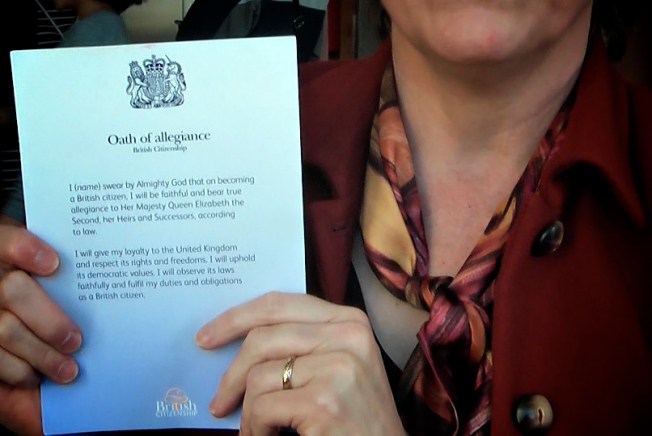 Oath of allegiance
British Citizenship
I (name) swear by Almighty God that on becoming
a British citizen, I will be faithful and bear true
allegiance to Her Majesty Queen Elizabeth the
Second, her Heirs and Successors, according
to law.
I will give my loyalty to the United Kingdom
and respect its rights and freedoms. I will uphold
its democratic values. I will observe its laws
faithfully and fulfil my duties and obligations
as a British citizen.
British
CITIZENSHIP